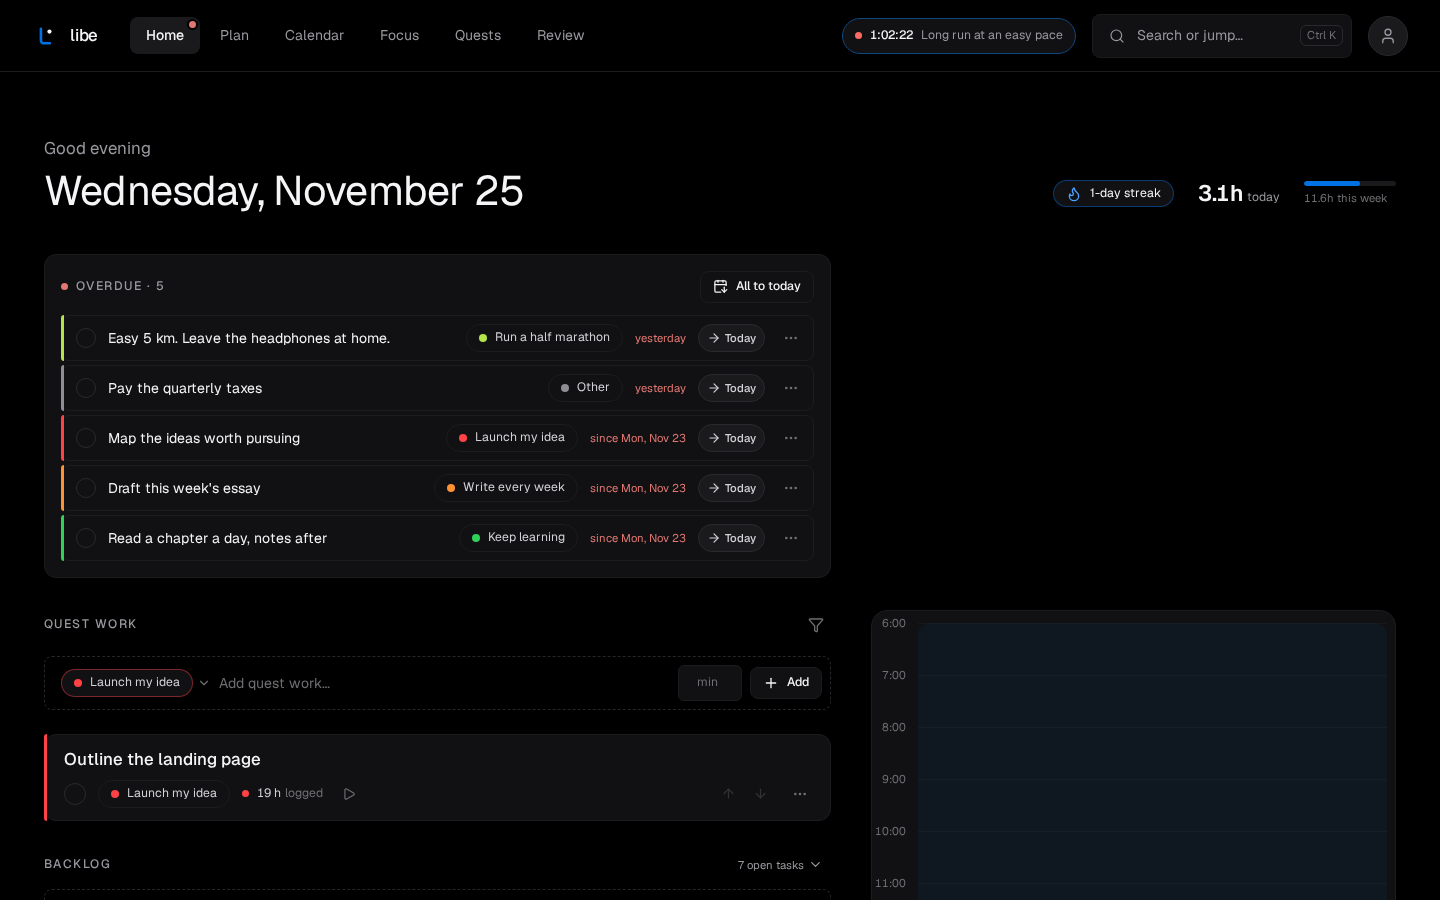 libe
Home
Plan
Calendar
Focus
Quests
Review
1:02:22 Long run at an easy pace
Search or jump...
Ctrl K
Good evening
Wednesday, November 25
1-day streak
3.1h today
11.6h this week
OVERDUE · 5
All to today
Easy 5 km. Leave the headphones at home.
Run a half marathon
yesterday
Today
Pay the quarterly taxes
Other
yesterday
Today
Map the ideas worth pursuing
Launch my idea
since Mon, Nov 23
Today
Draft this week's essay
Write every week
since Mon, Nov 23
Today
Read a chapter a day, notes after
Keep learning
since Mon, Nov 23
Today
QUEST WORK
Launch my idea
Add quest work...
min
Add
Outline the landing page
Launch my idea
19 h logged
BACKLOG
7 open tasks
6:00
7:00
8:00
9:00
10:00
11:00